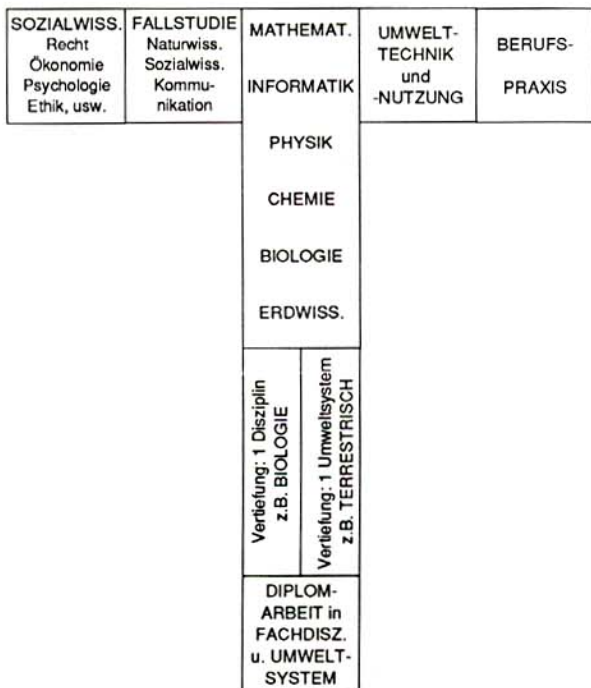 SOZIALWISS.
Recht
Ökonomie
Psychologie
Ethik, usw.
FALLSTUDIE
Naturwiss.
Sozialwiss.
Kommu-
nikation
MATHEMAT.
INFORMATIK
PHYSIK
CHEMIE
BIOLOGIE
ERDWISS.
UMWELT-
TECHNIK
und
-NUTZUNG
BERUFS-
PRAXIS
Vertiefung: 1 Disziplin
z.B. BIOLOGIE
Vertiefung: 1 Umweltsystem
z.B. TERRESTRISCH
DIPLOM-
ARBEIT in
FACHDISZ.
u. UMWELT-
SYSTEM